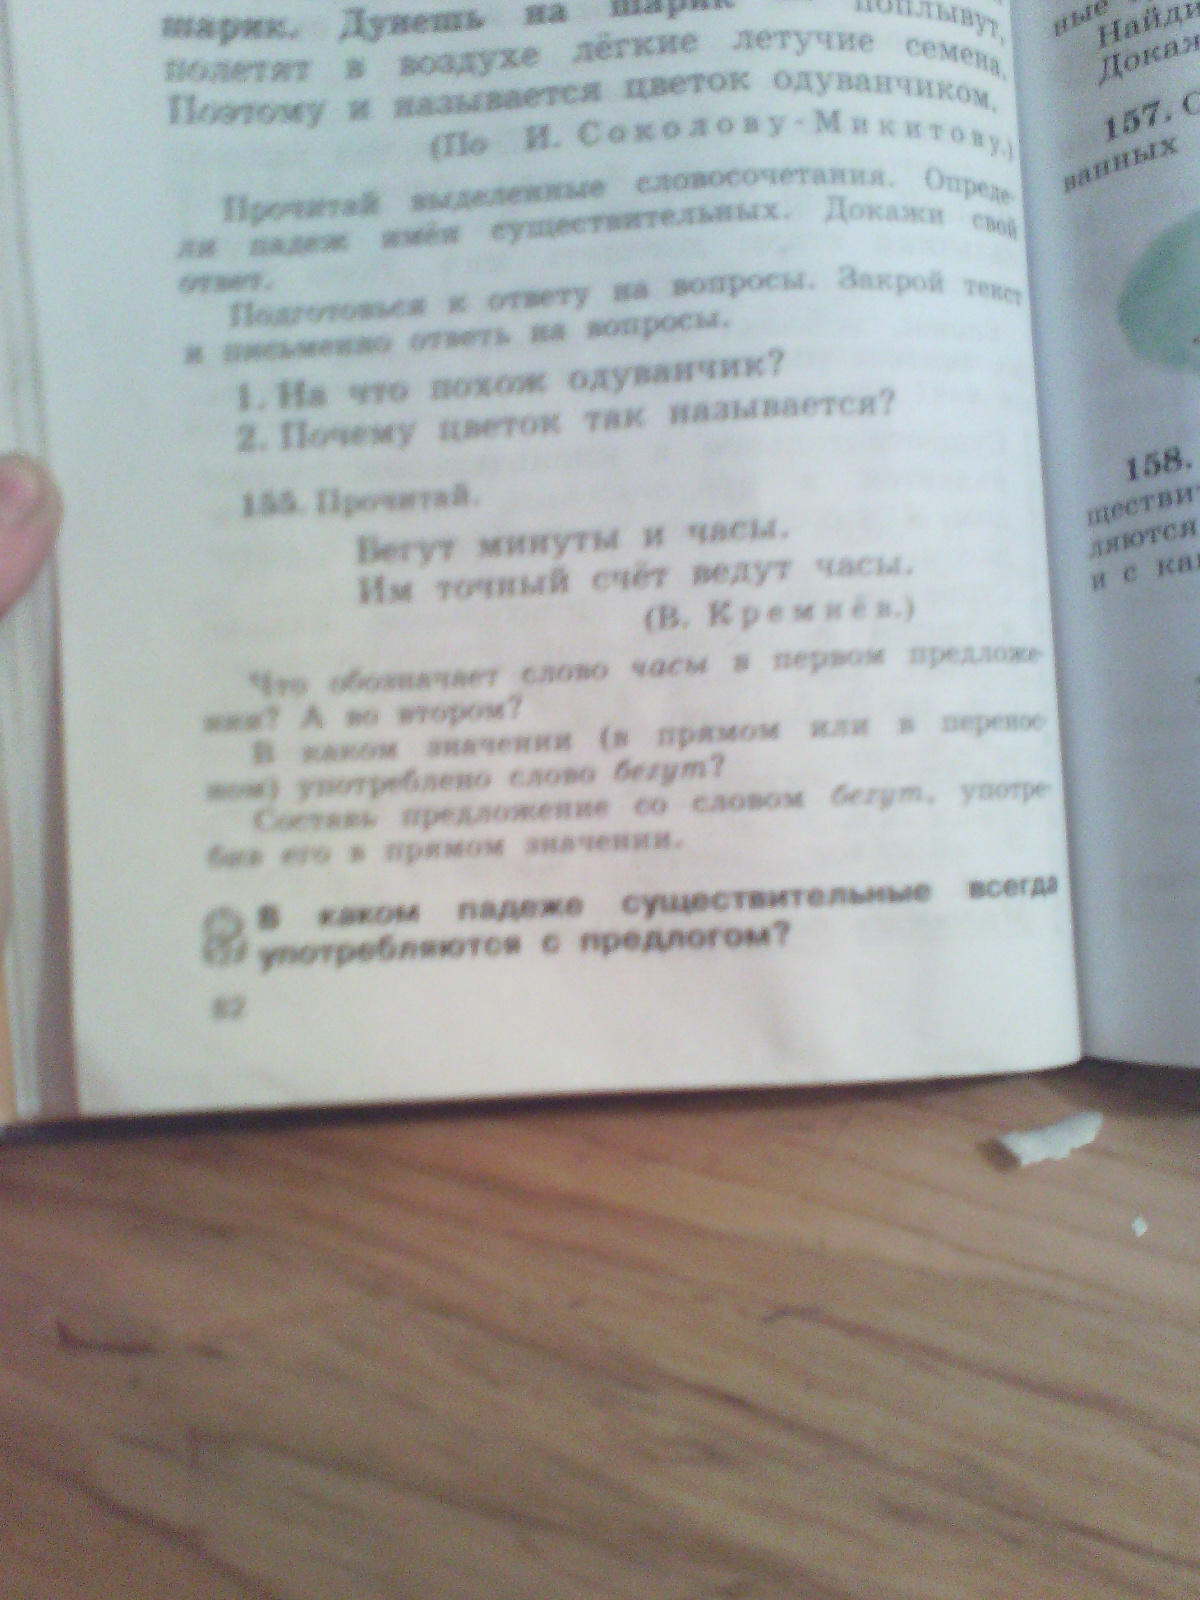 шарик. Дунешь на шарик — поплывут,
полетят в воздухе лёгкие летучие семена.
Поэтому и называется цветок одуванчиком.
(По И. Соколову-Микитову.)
Прочитай выделенные словосочетания. Опреде-
ли падеж имён существительных. Докажи свой
ответ.
Подготовься к ответу на вопросы. Закрой текст
и письменно ответь на вопросы.
1. На что похож одуванчик?
2. Почему цветок так называется?
155. Прочитай.
Бегут минуты и часы.
Им точный счёт ведут часы.
(В. Кремнёв.)
Что обозначает слово часы в первом предложе-
нии? А во втором?
В каком значении (в прямом или в перенос-
ном) употреблено слово бегут?
Составь предложение со словом бегут, употре-
бив его в прямом значении.
В каком падеже существительные всегда
употребляются с предлогом?
82
ные
Найди
Докаж
157. С
ванных
158.
ществит
ляются
и с ка